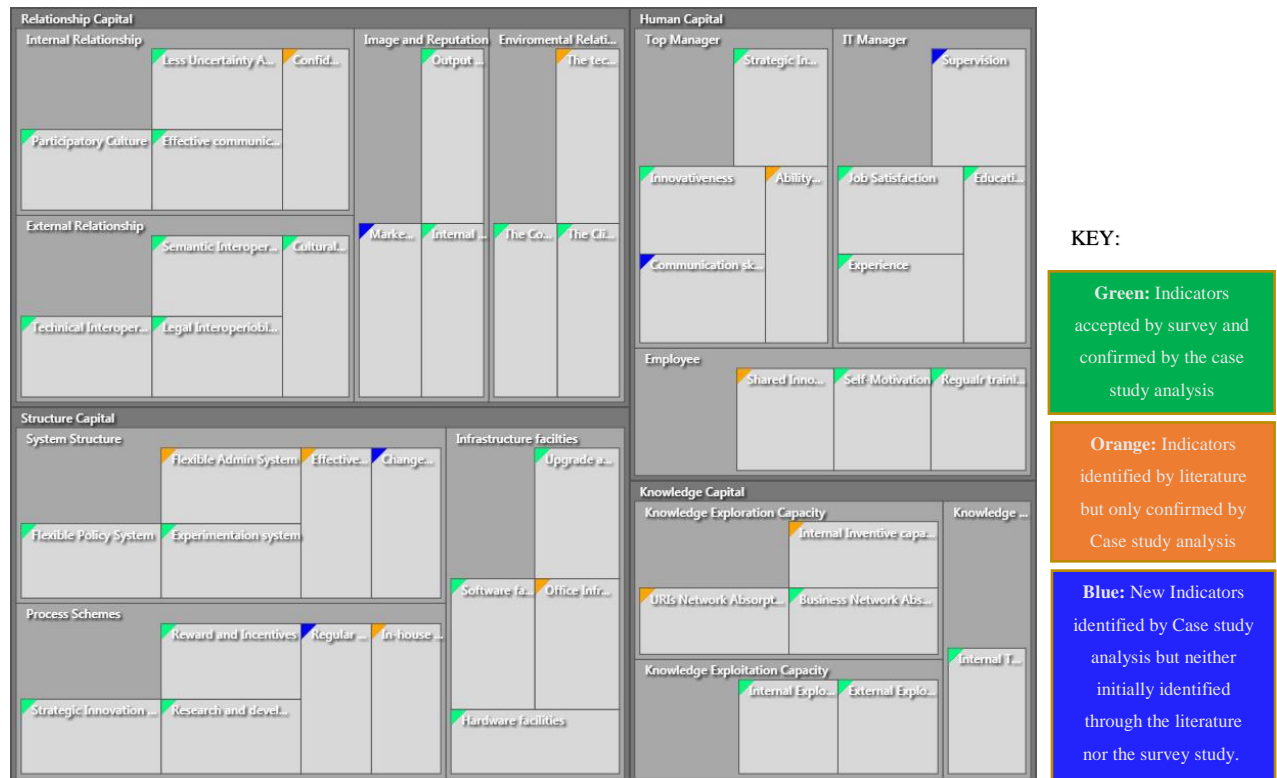 Relationship Capital
Internal Relationship
Less Uncertainty A...
Confid...
Participatory Culture
Effective communic...
External Relationship
Semantic Interoper...
Cultural...
Technical Interoper...
Legal Interoperiobi...
Image and Reputation
Output ...
Marke...
Internal ...
Enviromental Relati...
The tec...
The Co...
The Cli...
Structure Capital
System Structure
Flexible Admin System
Effective...
Change...
Flexible Policy System
Experimentaion system
Process Schemes
Reward and Incentives
Regular ...
In-house ...
Strategic Innovation ...
Research and devel...
Infrastructure facilties
Upgrade a...
Software fa...
Office Infr...
Hardware facilities
Human Capital
Top Manager
Strategic In...
Innovativeness
Ability...
Communication sk...
IT Manager
Supervision
Job Satisfaction
Educati...
Experience
Employee
Shared Inno...
Self-Motivation
Regualr traini...
Knowledge Capital
Knowledge Exploration Capacity
Internal Inventive capa...
URIs Network Absorpt...
Business Network Abs...
Knowledge Exploitation Capacity
Internal Explo...
External Explo...
Knowledge ...
Internal T...
KEY:
Green: Indicators
accepted by survey and
confirmed by the case
study analysis
Orange: Indicators
identified by literature
but only confirmed by
Case study analysis
Blue: New Indicators
identified by Case study
analysis but neither
initially identified
through the literature
nor the survey study.